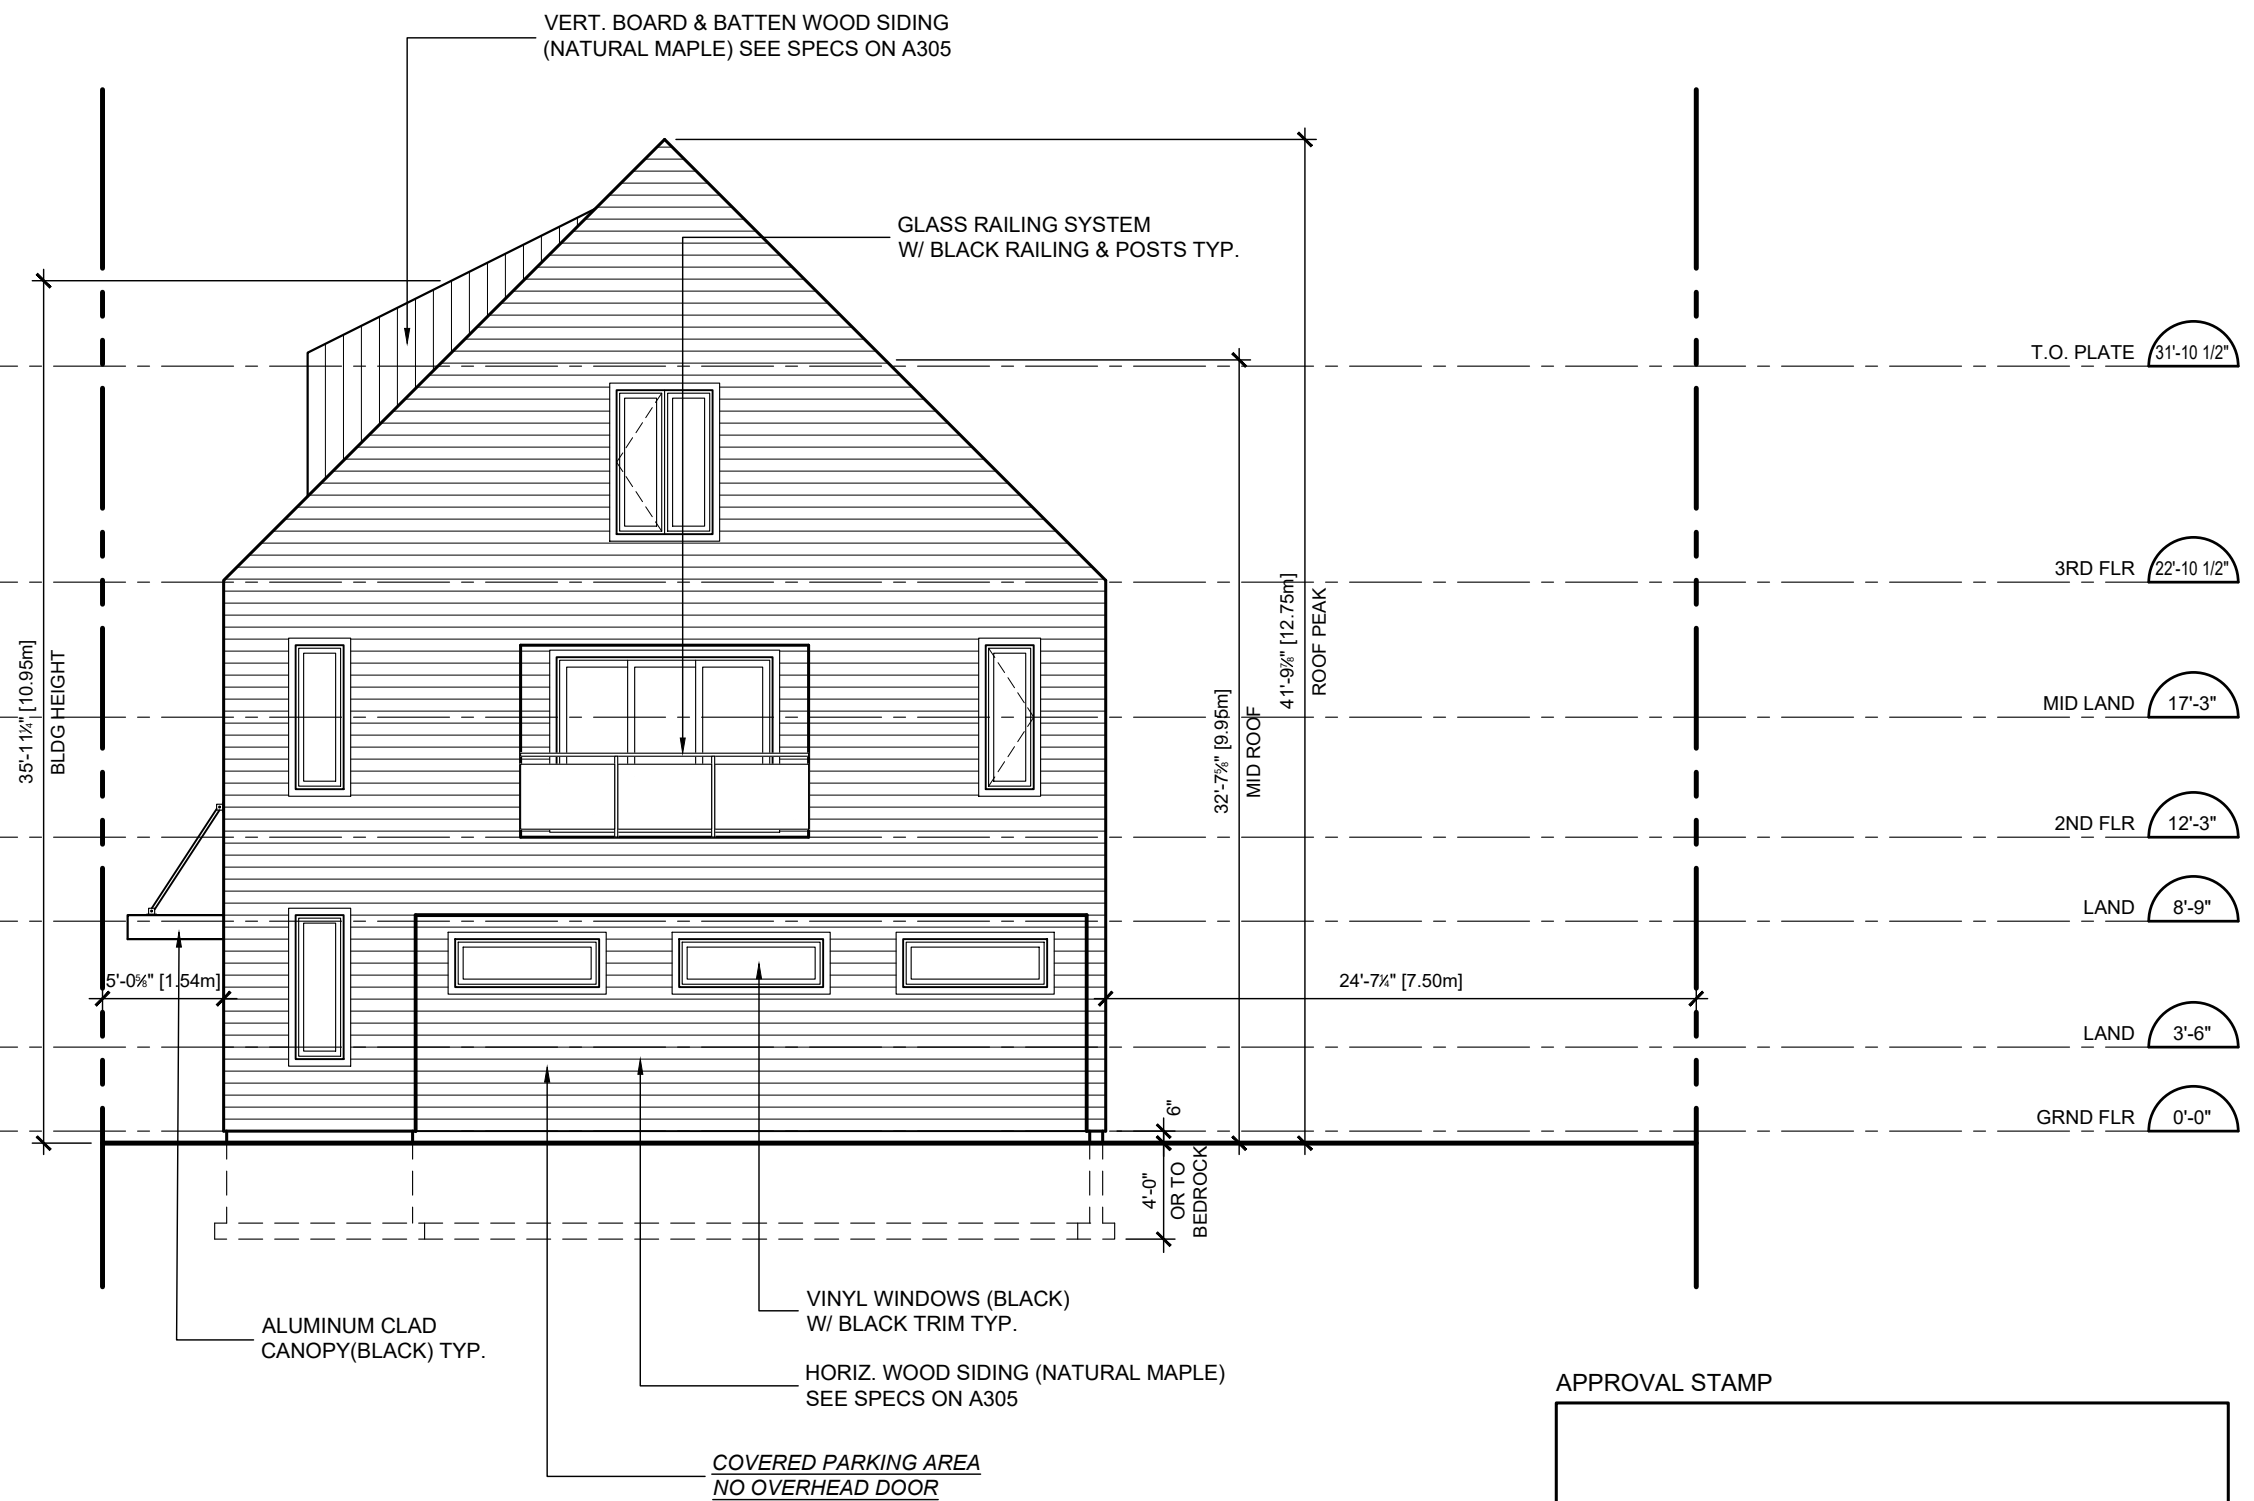 VERT. BOARD & BATTEN WOOD SIDING
(NATURAL MAPLE) SEE SPECS ON A305
GLASS RAILING SYSTEM
W/ BLACK RAILING & POSTS TYP.
T.O. PLATE 31'-10 1/2"
3RD FLR 22'-10 1/2"
MID LAND 17'-3"
2ND FLR 12'-3"
LAND 8'-9"
LAND 3'-6"
GRND FLR 0'-0"
35'-11¼" [10.95m]
BLDG HEIGHT
41'-9⅞" [12.75m]
ROOF PEAK
32'-7⅝" [9.95m]
MID ROOF
5'-0⅝" [1.54m]
24'-7¼" [7.50m]
6"
4'-0"
OR TO
BEDROCK
ALUMINUM CLAD
CANOPY(BLACK) TYP.
VINYL WINDOWS (BLACK)
W/ BLACK TRIM TYP.
HORIZ. WOOD SIDING (NATURAL MAPLE)
SEE SPECS ON A305
COVERED PARKING AREA
NO OVERHEAD DOOR
APPROVAL STAMP